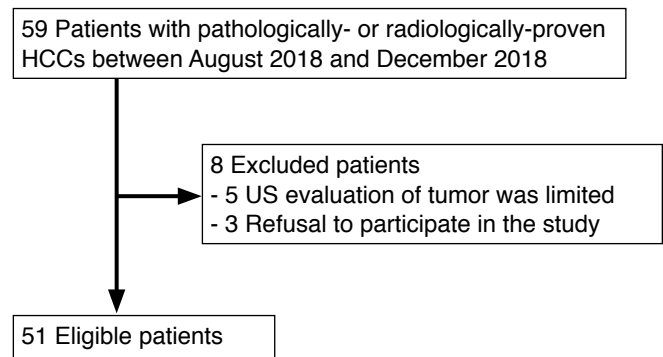 59 Patients with pathologically- or radiologically-proven
HCCs between August 2018 and December 2018
8 Excluded patients
- 5 US evaluation of tumor was limited
- 3 Refusal to participate in the study
51 Eligible patients